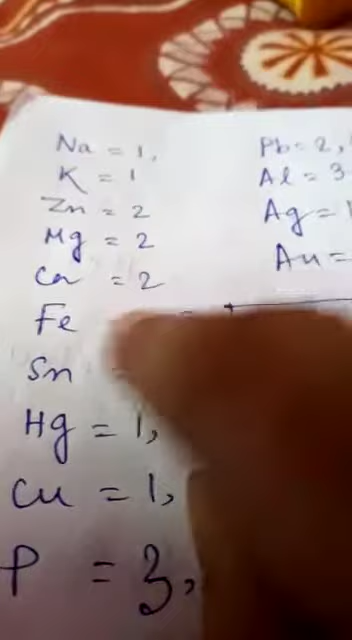 Na = 1,
K = 1
Zn = 2
Mg = 2
Ca = 2
Fe
Sn =
Hg = 1,
Cu = 1,
P = 3,
Pb = 2,
Al = 3
Ag = 1
Au =